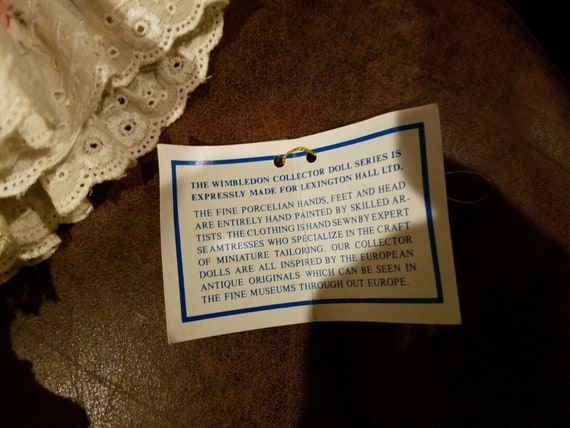 THE WIMBLEDON COLLECTOR DOLL SERIES IS
EXPRESSLY MADE FOR LEXINGTON HALL LTD.
THE FINE PORCELIAN HANDS, FEET AND HEAD
ARE ENTIRELY HAND PAINTED BY SKILLED AR-
TISTS. THE CLOTHING IS HAND SEWNBY EXPERT
SEAMTRESSES WHO SPECIALIZE IN THE CRAFT
OF MINIATURE TAILORING. OUR COLLECTOR
DOLLS ARE ALL INSPIRED BY THE EUROPEAN
ANTIQUE ORIGINALS WHICH CAN BE SEEN IN
THE FINE MUSEUMS THROUGH OUT EUROPE.